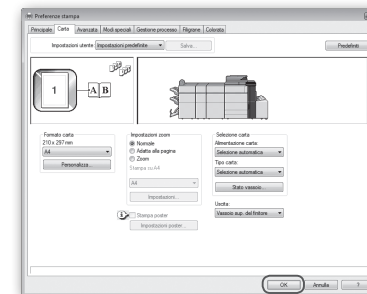 Preferenze stampa
Principale Carta Avanzata Modi speciali Gestione processo Filigrana Colorata
Impostazioni utente: Impostazioni predefinite Salva... Predefiniti
1 A B
Formato carta
210 x 297 mm
A4
Personalizza...
Impostazioni zoom
Normale
Adatta alla pagina
Zoom
Stampa su A4
A4
Impostazioni...
Stampa poster
Impostazioni poster...
Selezione carta
Alimentazione carta:
Selezione automatica
Tipo carta:
Selezione automatica
Stato vassoio...
Uscita:
Vassoio sup. del finitore
OK Annulla ?